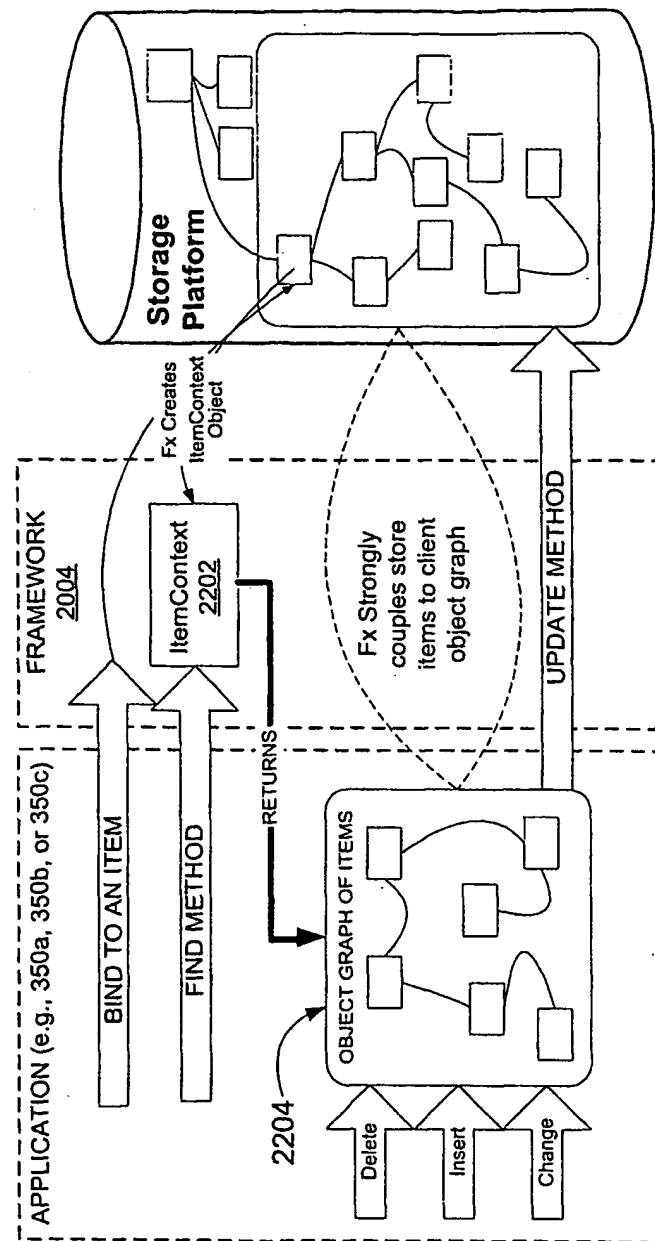 APPLICATION (e.g., 350a, 350b, or 350c)
BIND TO AN ITEM
FIND METHOD
FRAMEWORK
2004
ItemContext
2202
Fx Creates
ItemContext
Object
Storage
Platform
RETURNS
2204
OBJECT GRAPH OF ITEMS
Delete
Insert
Change
Fx Strongly
couples store
items to client
object graph
UPDATE METHOD